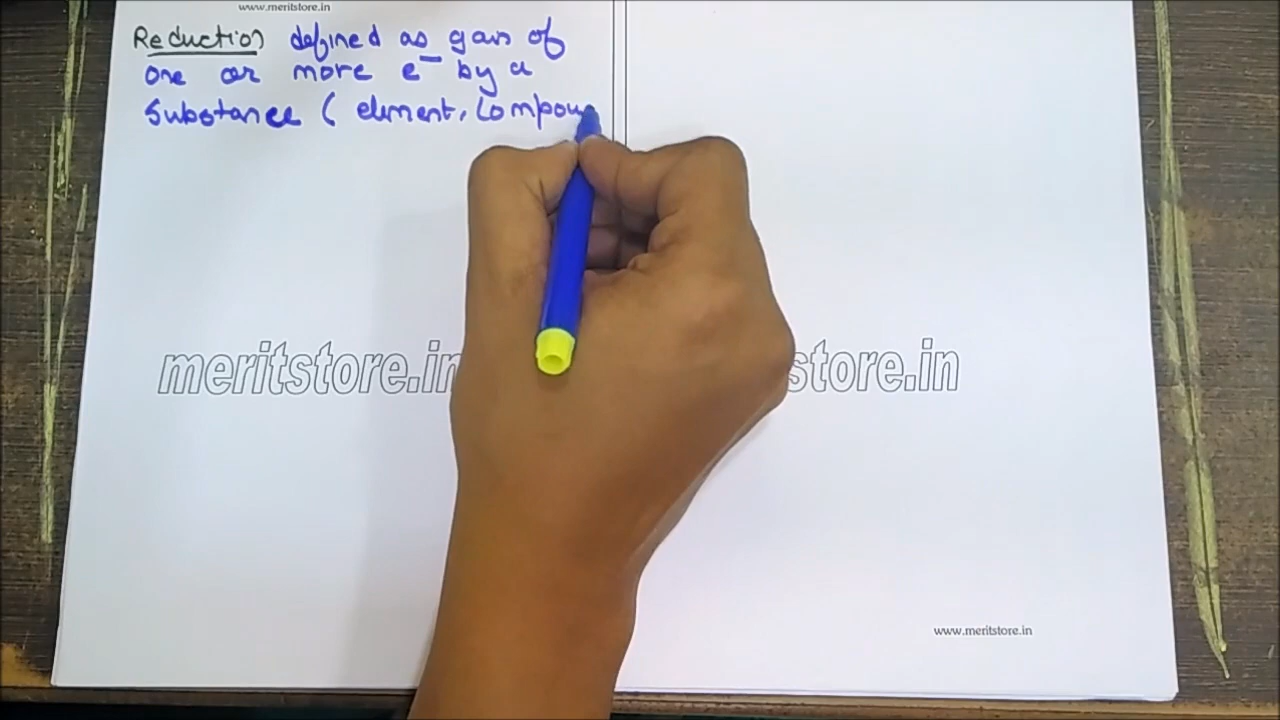 www.meritstore.in
Reduction defined as gain of
one or more e⁻ by a
Substance ( element, Compou
meritstore.in
store.in
www.meritstore.in